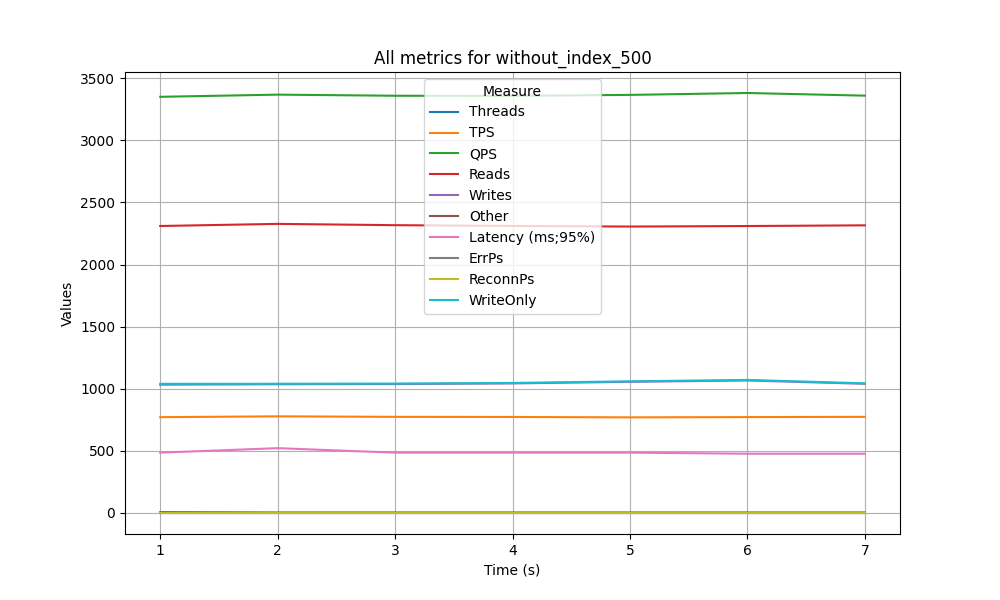 All metrics for without_index_500
3500
3000
2500
2000
1500
1000
500
0
Values
Measure
Threads
TPS
QPS
Reads
Writes
Other
Latency (ms;95%)
ErrPs
ReconnPs
WriteOnly
1 2 3 4 5 6 7
Time (s)